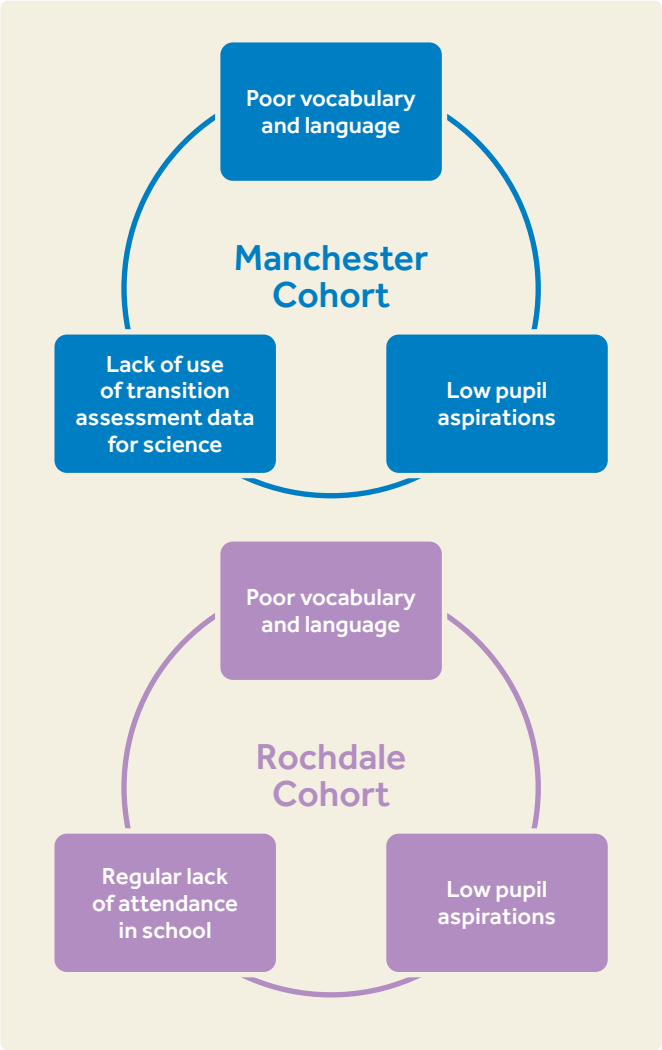 Poor vocabulary
and language
Manchester
Cohort
Lack of use
of transition
assessment data
for science
Low pupil
aspirations
Poor vocabulary
and language
Rochdale
Cohort
Regular lack
of attendance
in school
Low pupil
aspirations